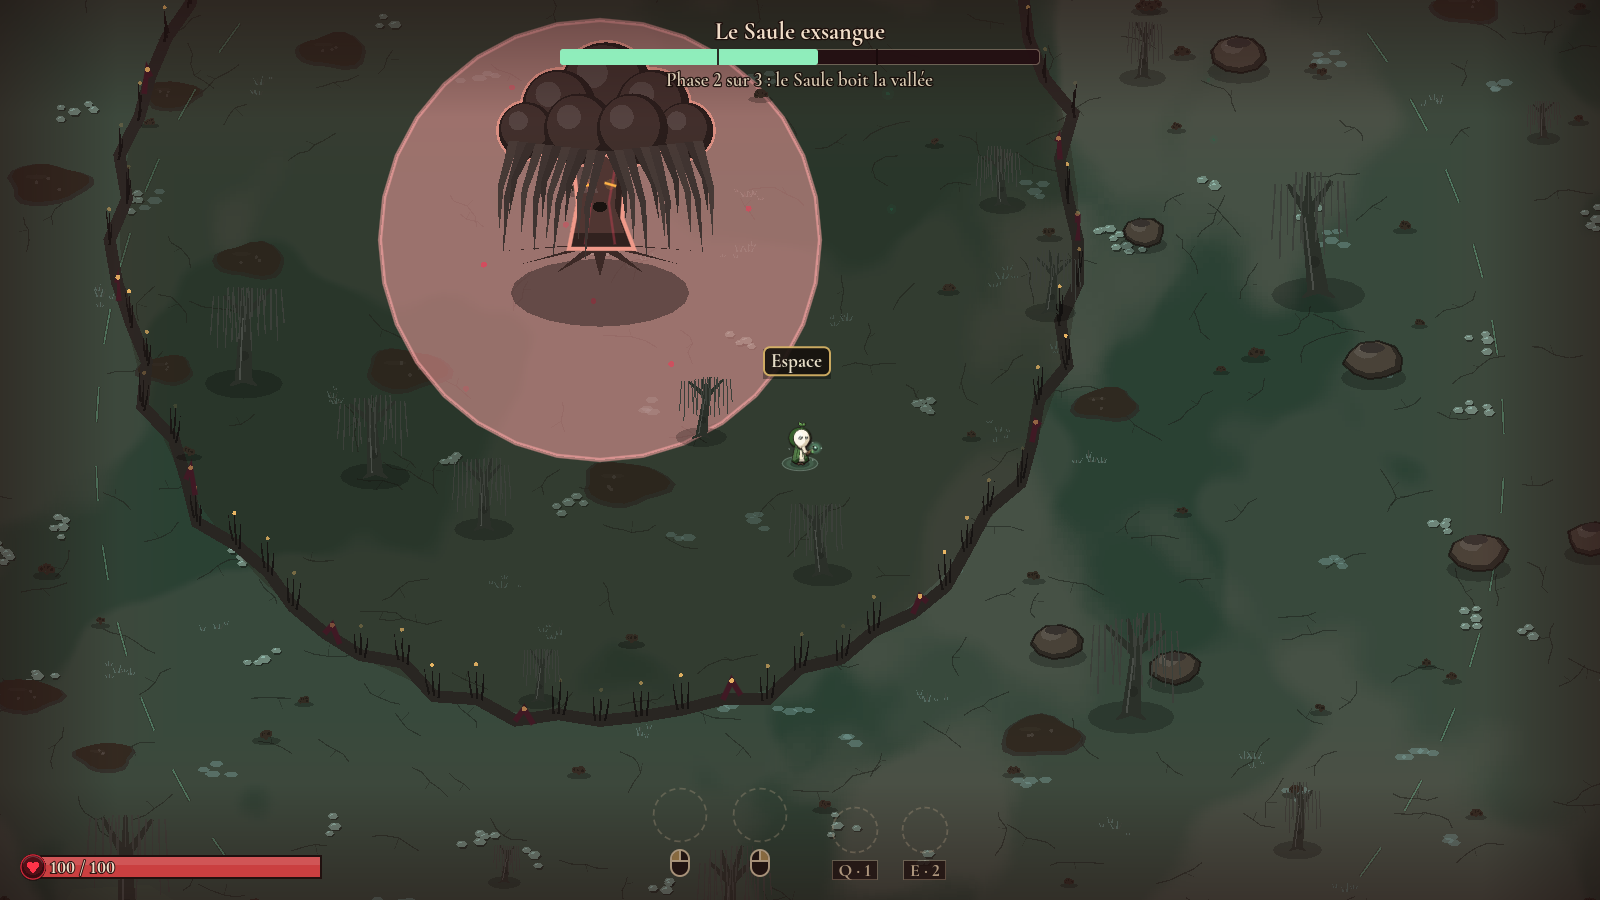 Le Saule exsangue
Phase 2 sur 3 : le Saule boit la vallée
Espace
100 / 100
Q · 1
E · 2